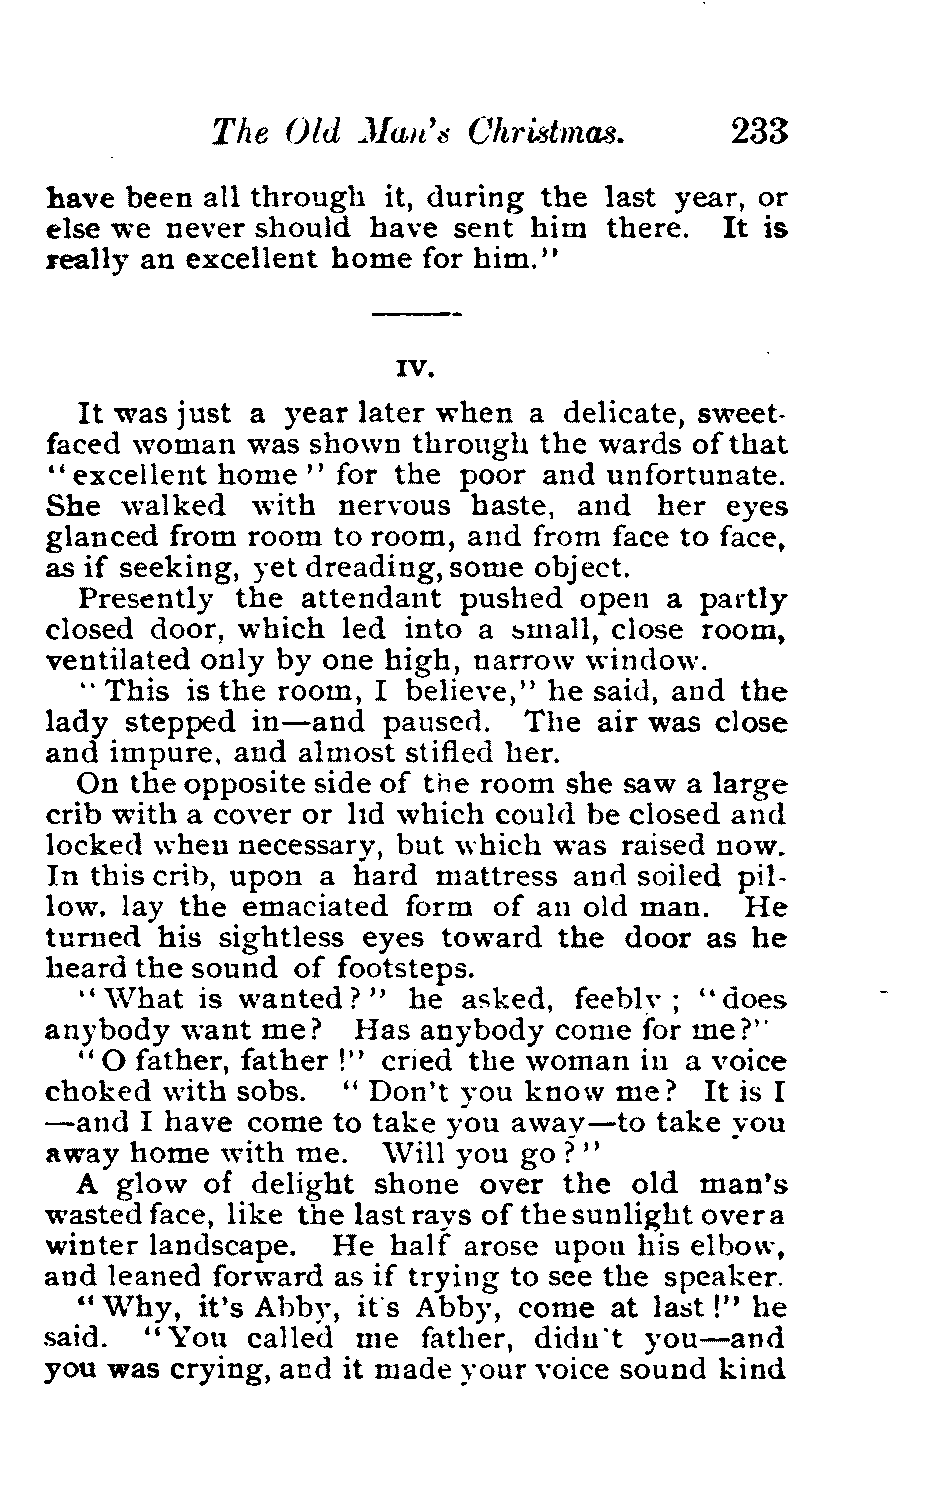 The Old Man's Christmas. 233
have been all through it, during the last year, or
else we never should have sent him there. It is
really an excellent home for him."
IV.
It was just a year later when a delicate, sweet-
faced woman was shown through the wards of that
"excellent home" for the poor and unfortunate.
She walked with nervous haste, and her eyes
glanced from room to room, and from face to face,
as if seeking, yet dreading, some object.
Presently the attendant pushed open a partly
closed door, which led into a small, close room,
ventilated only by one high, narrow window.
"This is the room, I believe," he said, and the
lady stepped in—and paused. The air was close
and impure, and almost stifled her.
On the opposite side of the room she saw a large
crib with a cover or lid which could be closed and
locked when necessary, but which was raised now.
In this crib, upon a hard mattress and soiled pil-
low, lay the emaciated form of an old man. He
turned his sightless eyes toward the door as he
heard the sound of footsteps.
"What is wanted?" he asked, feebly; "does
anybody want me? Has anybody come for me?"
"O father, father!" cried the woman in a voice
choked with sobs. "Don't you know me? It is I
—and I have come to take you away—to take you
away home with me. Will you go?"
A glow of delight shone over the old man's
wasted face, like the last rays of the sunlight over a
winter landscape. He half arose upon his elbow,
and leaned forward as if trying to see the speaker.
"Why, it's Abby, it's Abby, come at last!" he
said. "You called me father, didn't you—and
you was crying, and it made your voice sound kind